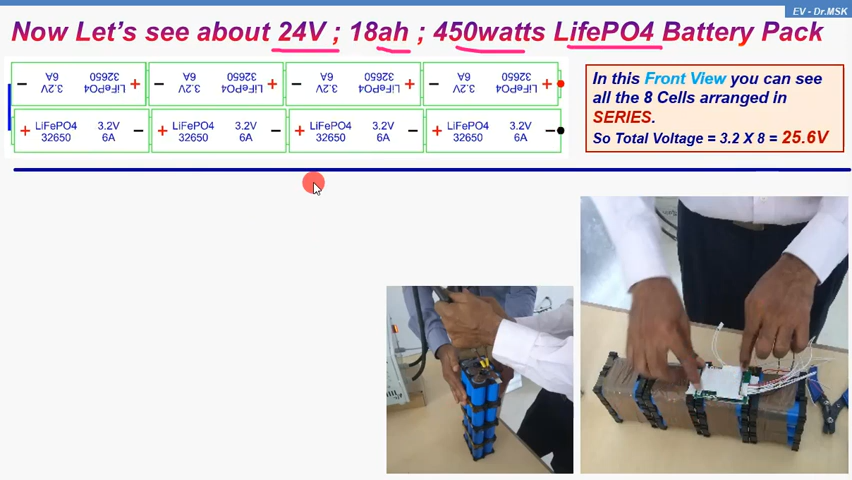 EV - Dr.MSK
Now Let's see about 24V ; 18ah ; 450watts LifePO4 Battery Pack
− 3.2V 6A LiFePO4 32650 + − 3.2V 6A LiFePO4 32650 + − 3.2V 6A LiFePO4 32650 + − 3.2V 6A LiFePO4 32650 +
+ LiFePO4 3.2V − + LiFePO4 3.2V − + LiFePO4 3.2V − + LiFePO4 3.2V −
32650 6A 32650 6A 32650 6A 32650 6A
In this Front View you can see
all the 8 Cells arranged in
SERIES.
So Total Voltage = 3.2 X 8 = 25.6V